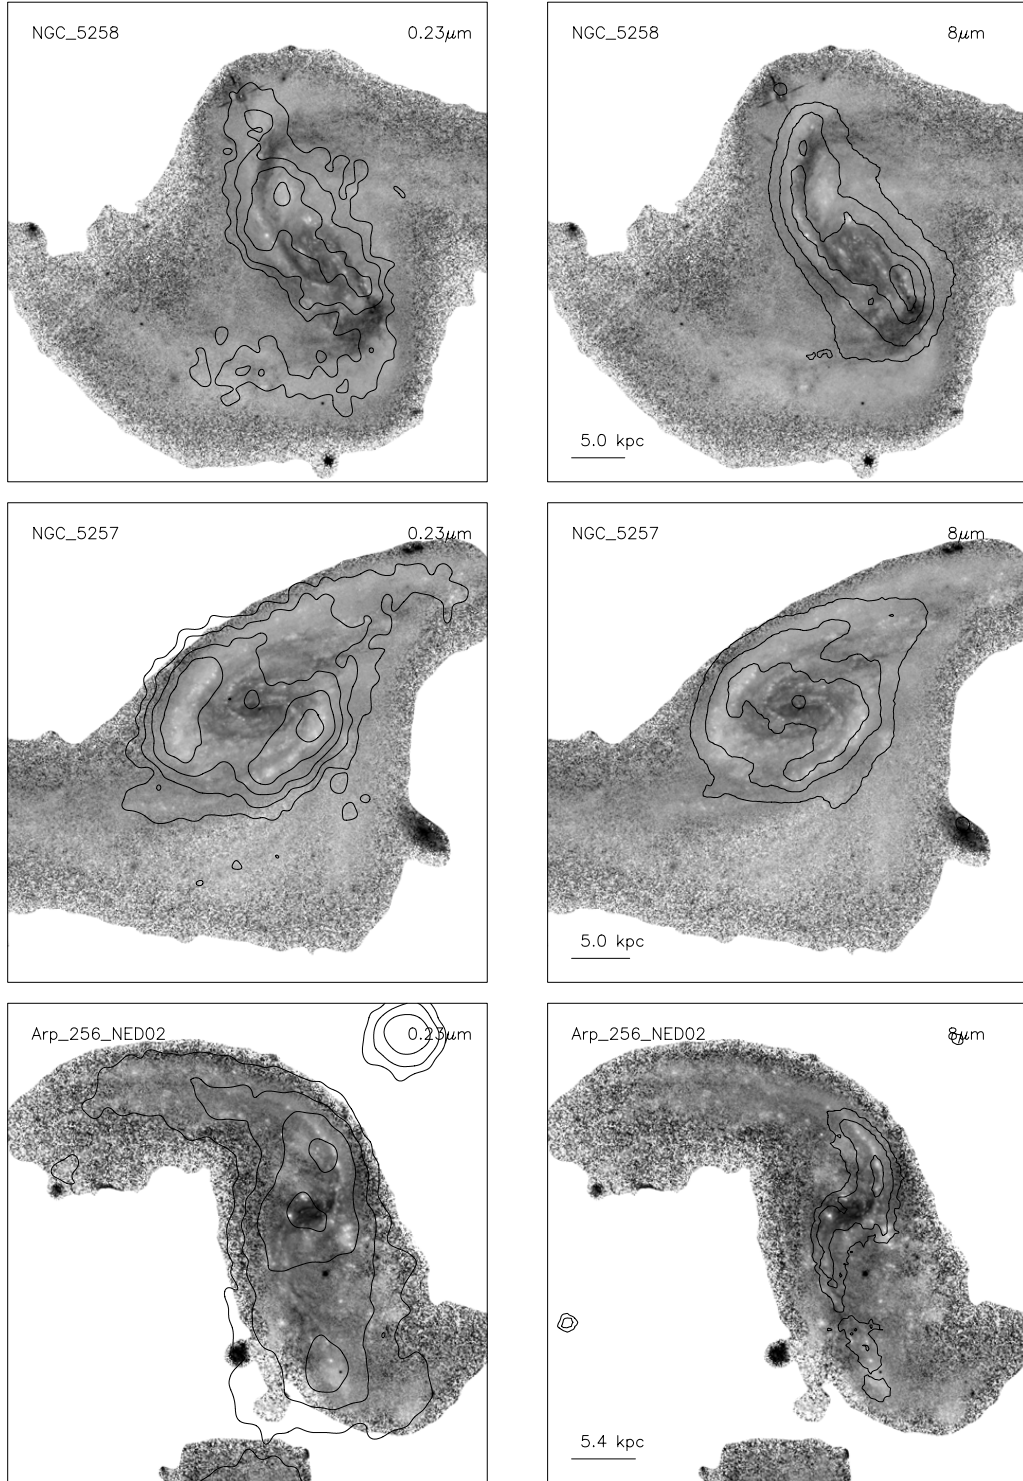 NGC_5258 0.23μm
NGC_5258 8μm
5.0 kpc
NGC_5257 0.23μm
NGC_5257 8μm
5.0 kpc
Arp_256_NED02 0.23μm
Arp_256_NED02 8μm
5.4 kpc